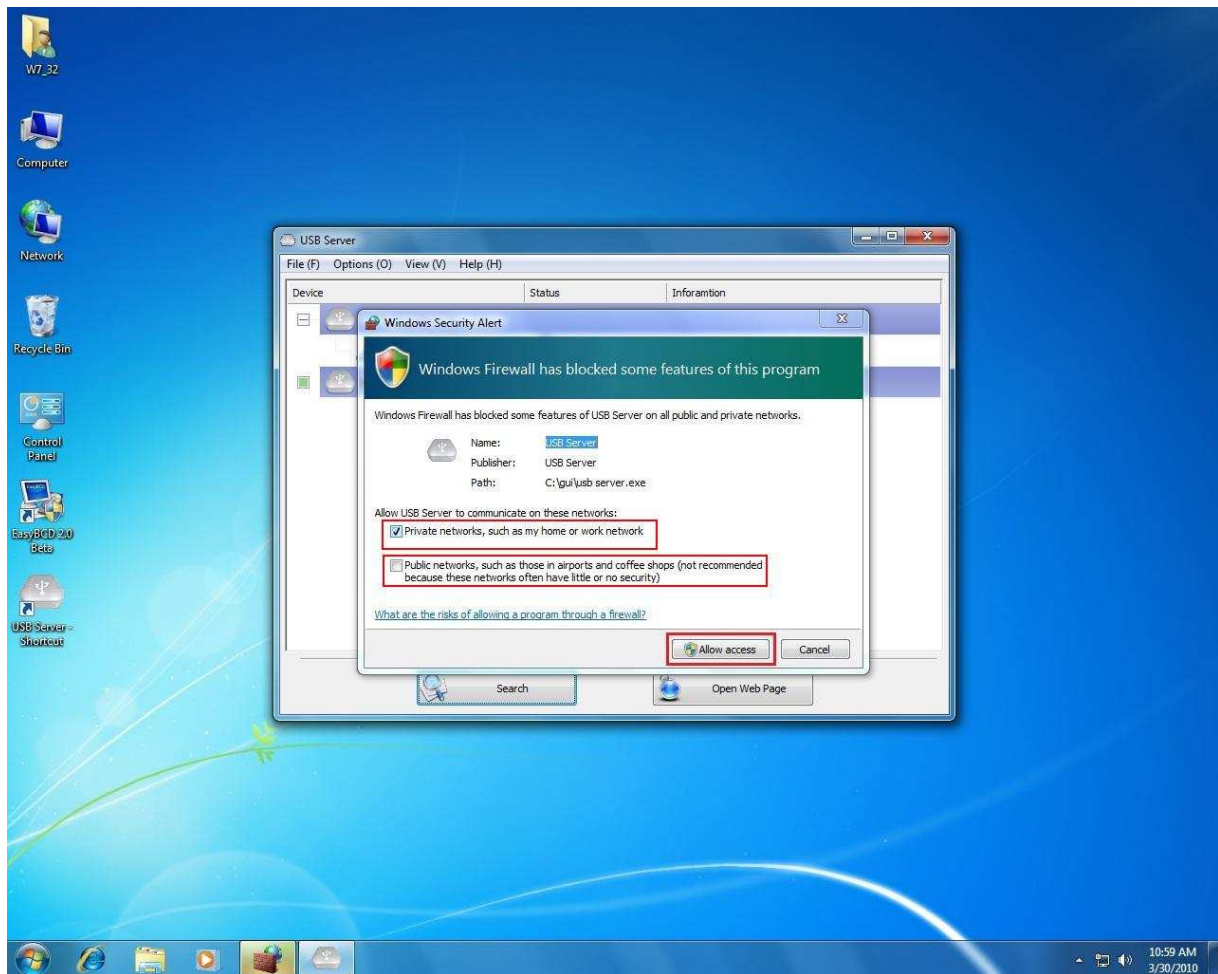 W7_32
Computer
Network
Recycle Bin
Control
Panel
EasyBCD 2.0
Beta
USB Server -
Shortcut
USB Server
File (F) Options (O) View (V) Help (H)
Device Status Inforamtion
Windows Security Alert
Windows Firewall has blocked some features of this program
Windows Firewall has blocked some features of USB Server on all public and private networks.
Name: USB Server
Publisher: USB Server
Path: C:\gui\usb server.exe
Allow USB Server to communicate on these networks:
Private networks, such as my home or work network
Public networks, such as those in airports and coffee shops (not recommended
because these networks often have little or no security)
What are the risks of allowing a program through a firewall?
Allow access Cancel
Search Open Web Page
10:59 AM
3/30/2010